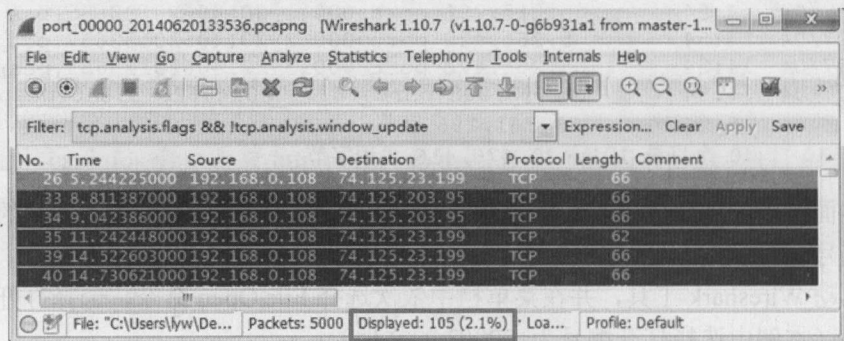 port_00000_20140620133536.pcapng [Wireshark 1.10.7 (v1.10.7-0-g6b931a1 from master-1...
File Edit View Go Capture Analyze Statistics Telephony Tools Internals Help
Filter: tcp.analysis.flags && !tcp.analysis.window_update Expression... Clear Apply Save
No. Time Source Destination Protocol Length Comment
26 5.244225000 192.168.0.108 74.125.23.199 TCP 66
33 8.811387000 192.168.0.108 74.125.203.95 TCP 66
34 9.042386000 192.168.0.108 74.125.203.95 TCP 66
35 11.242448000 192.168.0.108 74.125.23.199 TCP 62
39 14.522603000 192.168.0.108 74.125.23.199 TCP 66
40 14.730621000 192.168.0.108 74.125.23.199 TCP 66
File: "C:\Users\lyw\De... Packets: 5000 Displayed: 105 (2.1%) · Loa... Profile: Default